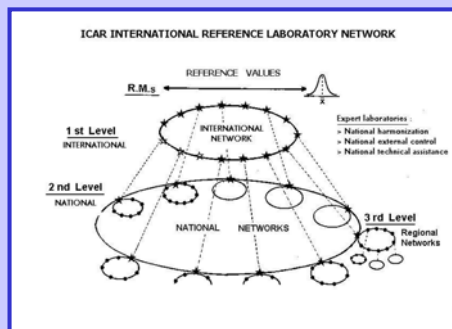 ICAR INTERNATIONAL REFERENCE LABORATORY NETWORK
REFERENCE VALUES
R.M.s
X
1 st Level
INTERNATIONAL
INTERNATIONAL
NETWORK
Expert laboratories :
> National harmonization
> National external control
> National technical assistance
2 nd Level
NATIONAL
NATIONAL NETWORKS
3 rd Level
Regional
Networks